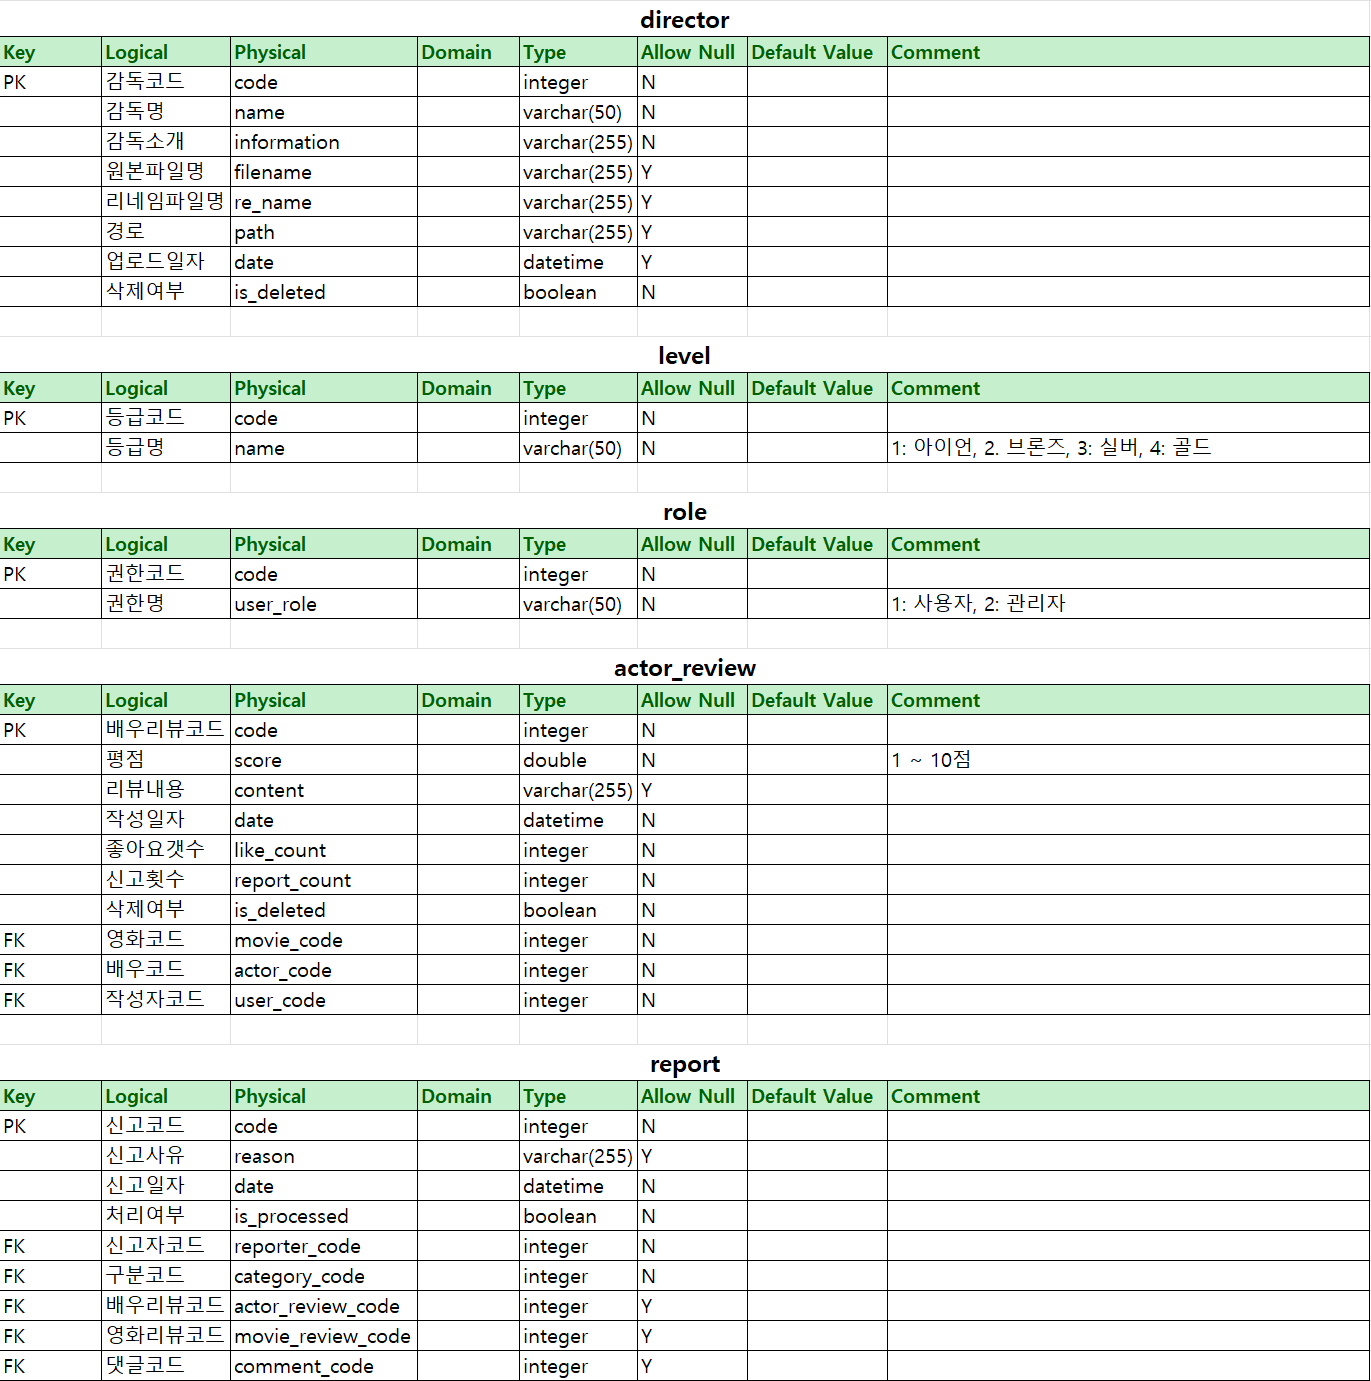 director
Key Logical Physical Domain Type Allow Null Default Value Comment
PK 감독코드 code integer N
감독명 name varchar(50) N
감독소개 information varchar(255) N
원본파일명 filename varchar(255) Y
리네임파일명 re_name varchar(255) Y
경로 path varchar(255) Y
업로드일자 date datetime Y
삭제여부 is_deleted boolean N
level
Key Logical Physical Domain Type Allow Null Default Value Comment
PK 등급코드 code integer N
등급명 name varchar(50) N 1: 아이언, 2. 브론즈, 3: 실버, 4: 골드
role
Key Logical Physical Domain Type Allow Null Default Value Comment
PK 권한코드 code integer N
권한명 user_role varchar(50) N 1: 사용자, 2: 관리자
actor_review
Key Logical Physical Domain Type Allow Null Default Value Comment
PK 배우리뷰코드 code integer N
평점 score double N 1 ~ 10점
리뷰내용 content varchar(255) Y
작성일자 date datetime N
좋아요갯수 like_count integer N
신고횟수 report_count integer N
삭제여부 is_deleted boolean N
FK 영화코드 movie_code integer N
FK 배우코드 actor_code integer N
FK 작성자코드 user_code integer N
report
Key Logical Physical Domain Type Allow Null Default Value Comment
PK 신고코드 code integer N
신고사유 reason varchar(255) Y
신고일자 date datetime N
처리여부 is_processed boolean N
FK 신고자코드 reporter_code integer N
FK 구분코드 category_code integer N
FK 배우리뷰코드 actor_review_code integer Y
FK 영화리뷰코드 movie_review_code integer Y
FK 댓글코드 comment_code integer Y